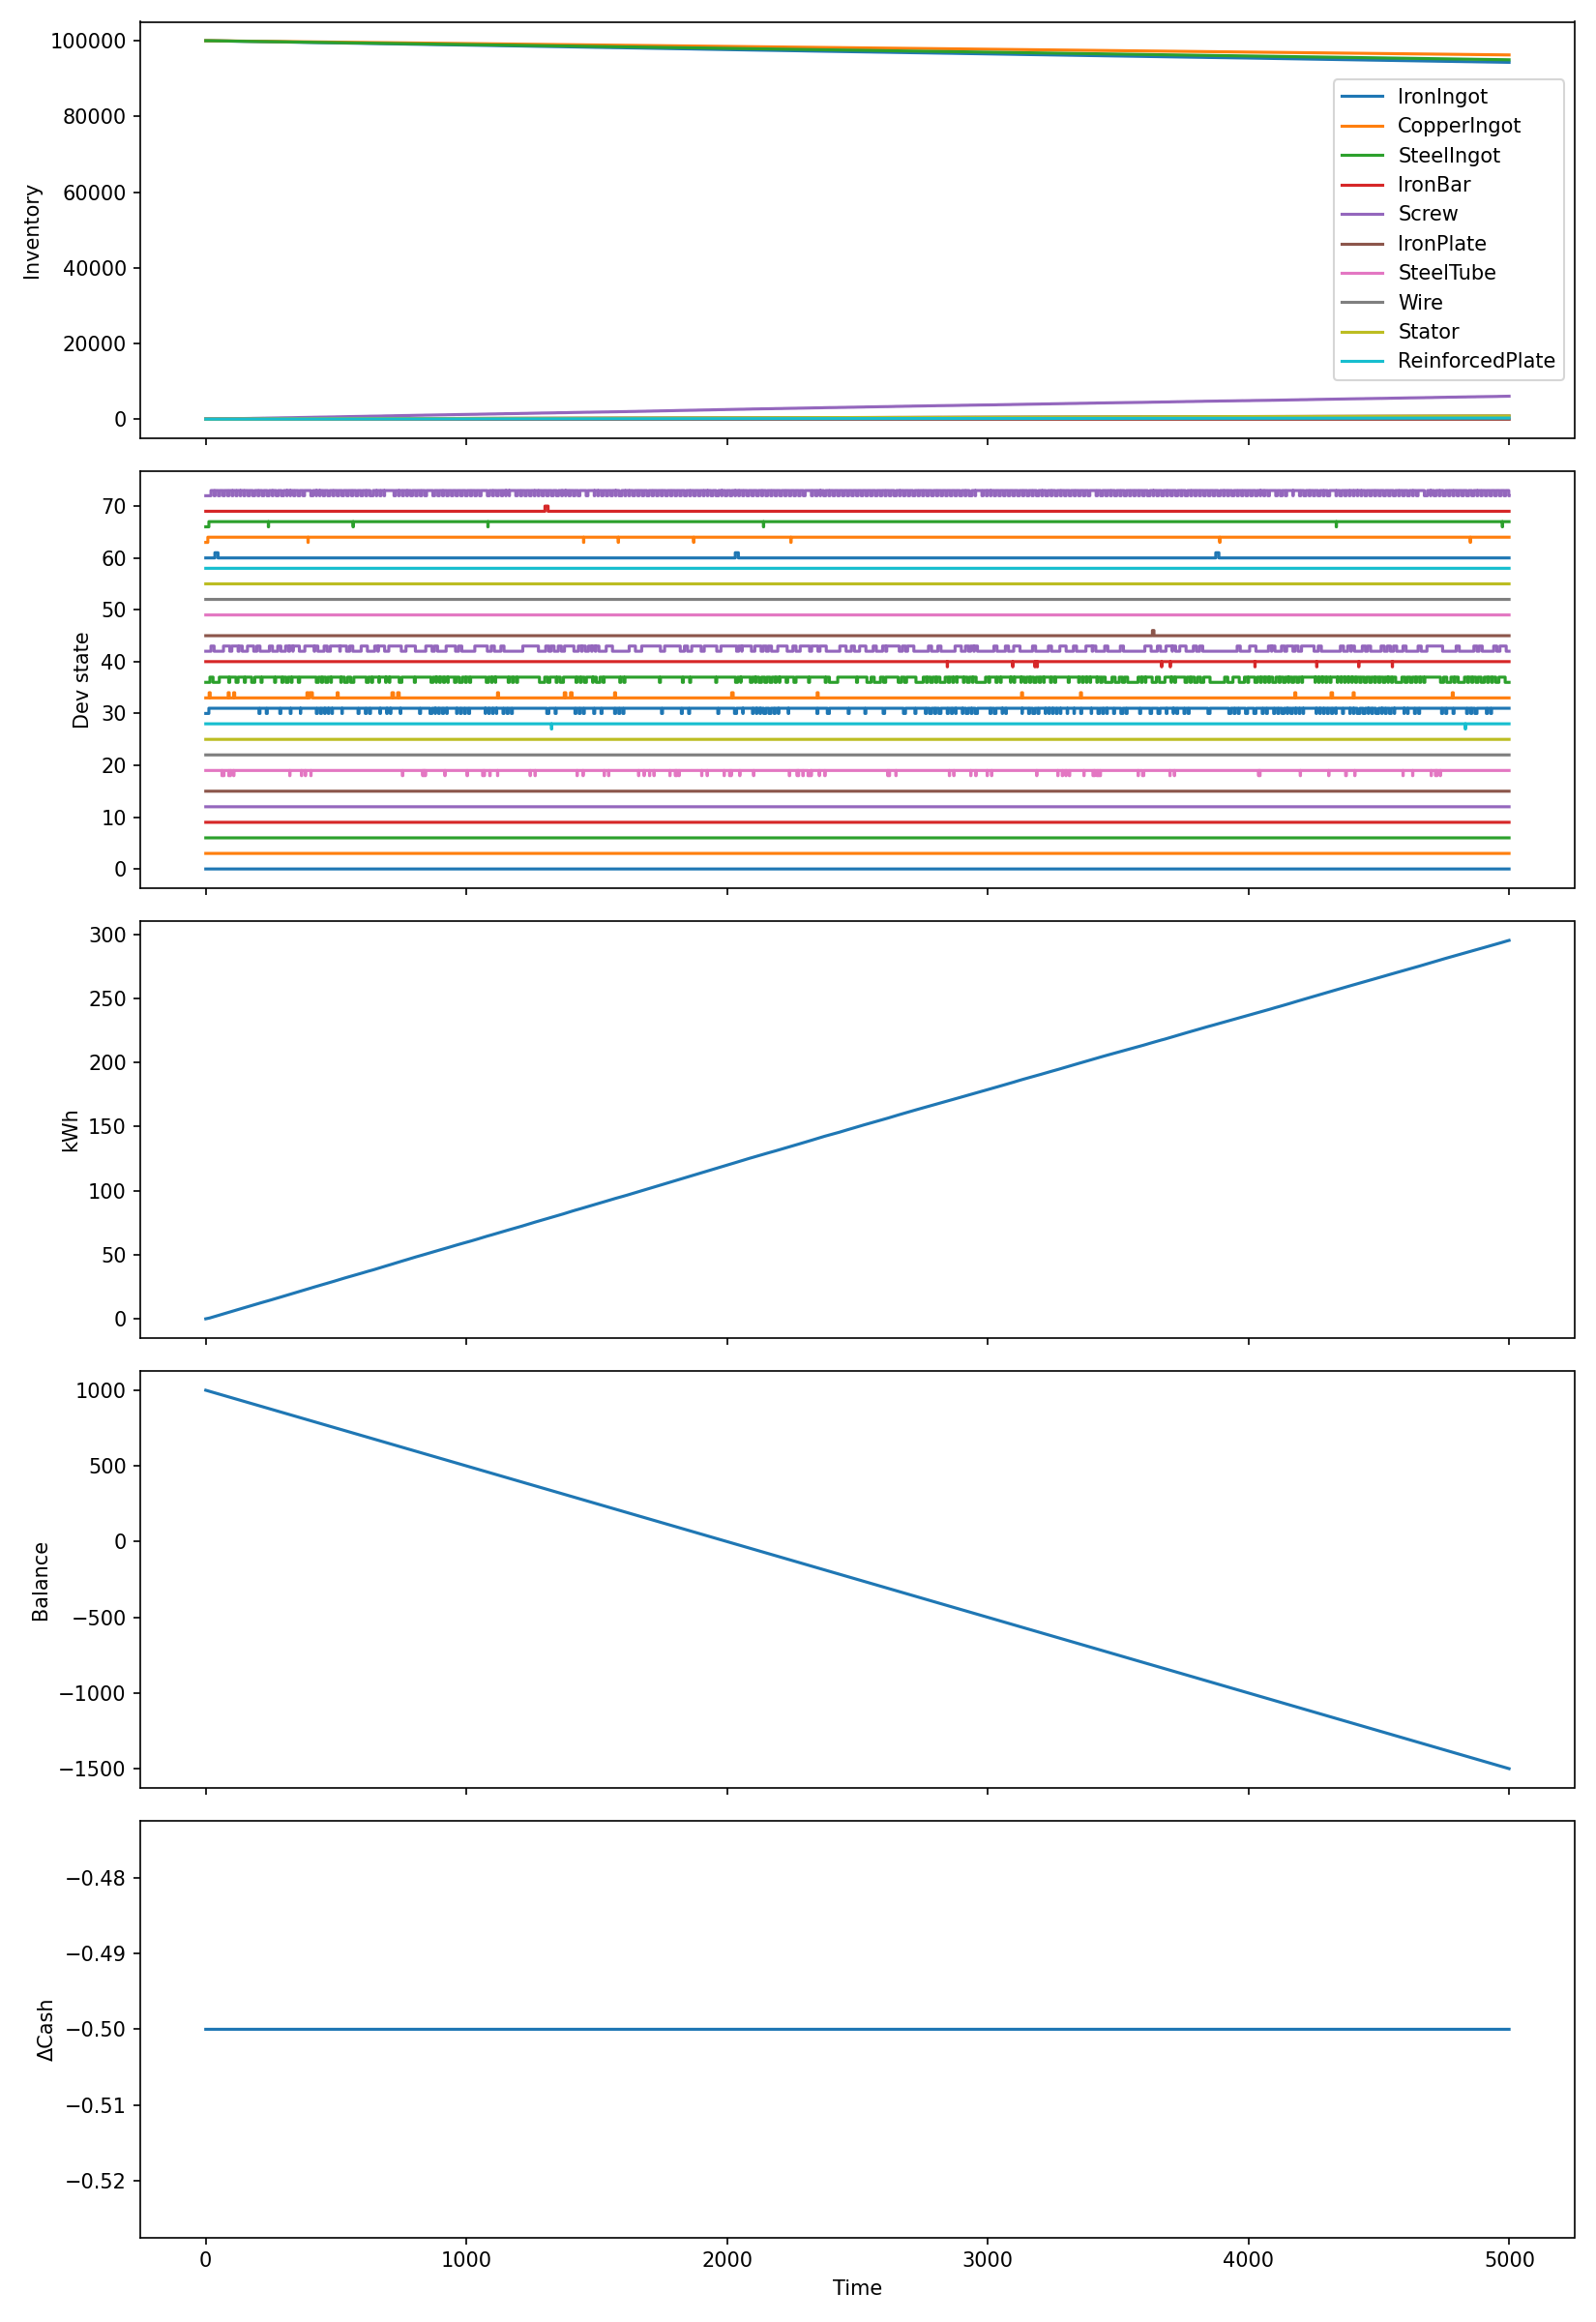 100000
80000
60000
40000
20000
0
Inventory
IronIngot
CopperIngot
SteelIngot
IronBar
Screw
IronPlate
SteelTube
Wire
Stator
ReinforcedPlate
70
60
50
40
30
20
10
0
Dev state
300
250
200
150
100
50
0
kWh
1000
500
0
−500
−1000
−1500
Balance
−0.48
−0.49
−0.50
−0.51
−0.52
ΔCash
0 1000 2000 3000 4000 5000
Time